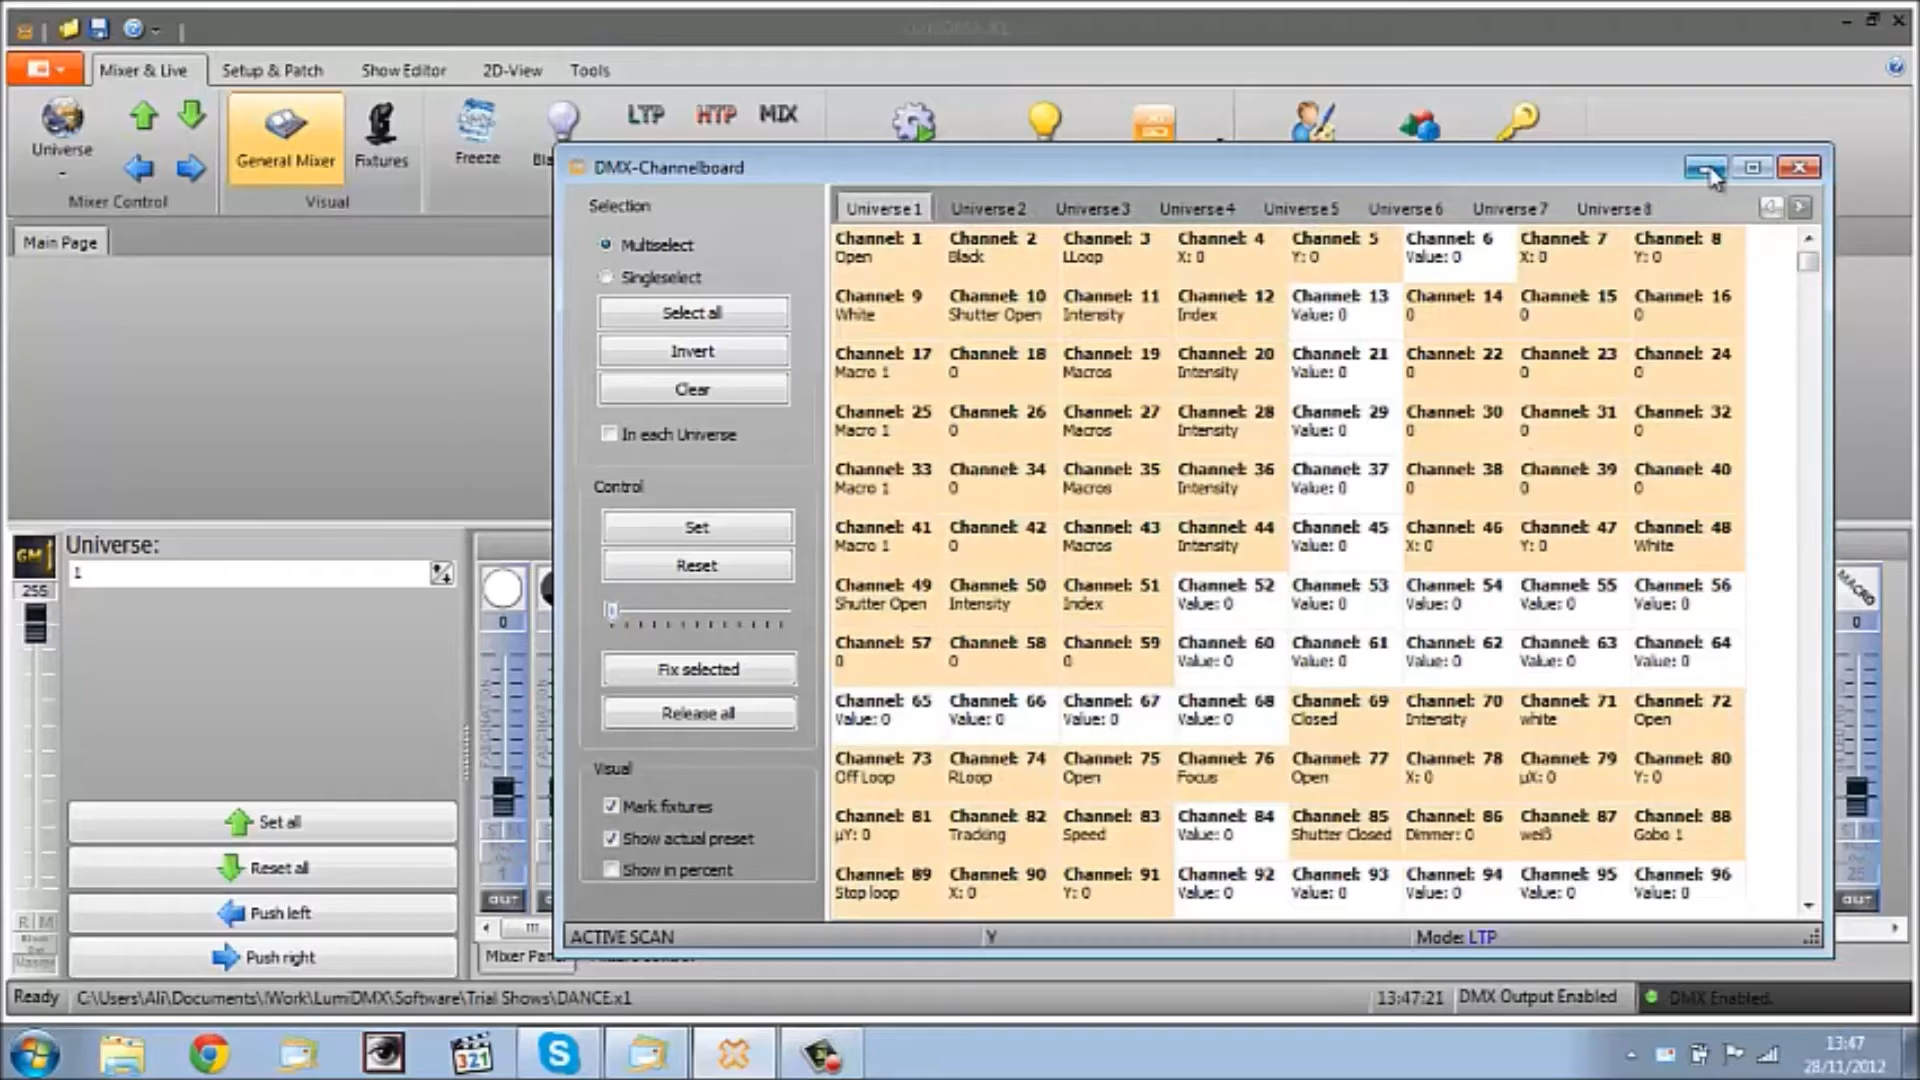 Mixer & Live
Setup & Patch
Show Editor
2D-View
Tools
Universe
General Mixer
Fixtures
Freeze
LTP
HTP
MIX
Mixer Control
Visual
Main Page
DMX-Channelboard
Selection
Multiselect
Singleselect
Select all
Invert
Clear
In each Universe
Control
Set
Reset
Fix selected
Release all
Visual
Mark fixtures
Show actual preset
Show in percent
Universe 1 Universe 2 Universe 3 Universe 4 Universe 5 Universe 6 Universe 7 Universe 8
Channel: 1 Channel: 2 Channel: 3 Channel: 4 Channel: 5 Channel: 6 Channel: 7 Channel: 8
Open Black LLoop X: 0 Y: 0 Value: 0 X: 0 Y: 0
Channel: 9 Channel: 10 Channel: 11 Channel: 12 Channel: 13 Channel: 14 Channel: 15 Channel: 16
White Shutter Open Intensity Index Value: 0 0 0 0
Channel: 17 Channel: 18 Channel: 19 Channel: 20 Channel: 21 Channel: 22 Channel: 23 Channel: 24
Macro 1 0 Macros Intensity Value: 0 0 0 0
Channel: 25 Channel: 26 Channel: 27 Channel: 28 Channel: 29 Channel: 30 Channel: 31 Channel: 32
Macro 1 0 Macros Intensity Value: 0 0 0 0
Channel: 33 Channel: 34 Channel: 35 Channel: 36 Channel: 37 Channel: 38 Channel: 39 Channel: 40
Macro 1 0 Macros Intensity Value: 0 0 0 0
Channel: 41 Channel: 42 Channel: 43 Channel: 44 Channel: 45 Channel: 46 Channel: 47 Channel: 48
Macro 1 0 Macros Intensity Value: 0 X: 0 Y: 0 White
Channel: 49 Channel: 50 Channel: 51 Channel: 52 Channel: 53 Channel: 54 Channel: 55 Channel: 56
Shutter Open Intensity Index Value: 0 Value: 0 Value: 0 Value: 0 Value: 0
Channel: 57 Channel: 58 Channel: 59 Channel: 60 Channel: 61 Channel: 62 Channel: 63 Channel: 64
0 0 0 Value: 0 Value: 0 Value: 0 Value: 0 Value: 0
Channel: 65 Channel: 66 Channel: 67 Channel: 68 Channel: 69 Channel: 70 Channel: 71 Channel: 72
Value: 0 Value: 0 Value: 0 Value: 0 Closed Intensity white Open
Channel: 73 Channel: 74 Channel: 75 Channel: 76 Channel: 77 Channel: 78 Channel: 79 Channel: 80
Off Loop RLoop Open Focus Open X: 0 µX: 0 Y: 0
Channel: 81 Channel: 82 Channel: 83 Channel: 84 Channel: 85 Channel: 86 Channel: 87 Channel: 88
µY: 0 Tracking Speed Value: 0 Shutter Closed Dimmer: 0 weiß Gobo 1
Channel: 89 Channel: 90 Channel: 91 Channel: 92 Channel: 93 Channel: 94 Channel: 95 Channel: 96
Stop loop X: 0 Y: 0 Value: 0 Value: 0 Value: 0 Value: 0 Value: 0
ACTIVE SCAN Y Mode: LTP
GM
255
Universe:
1
Set all
Reset all
Push left
Push right
R M
0
OUT
MACRO
0
OUT
Ready C:\Users\Ali\Documents\!Work\LumiDMX\Software\Trial Shows\DANCE.x1 13:47:21 DMX Output Enabled DMX Enabled.
321
13:47
28/11/2012